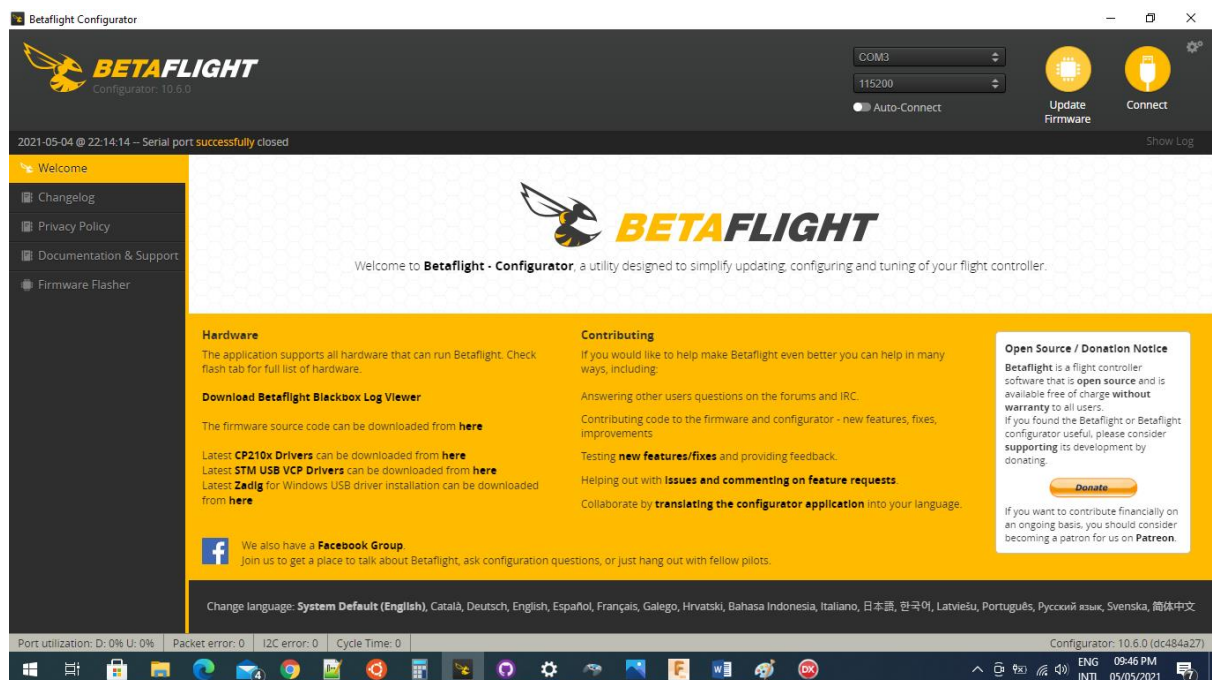 Betaflight Configurator
BETAFLIGHT
Configurator: 10.6.0
COM3
115200
Auto-Connect
Update
Firmware
Connect
2021-05-04 @ 22:14:14 -- Serial port successfully closed
Show Log
Welcome
Changelog
Privacy Policy
Documentation & Support
Firmware Flasher
BETAFLIGHT
Welcome to Betaflight - Configurator, a utility designed to simplify updating, configuring and tuning of your flight controller.
Hardware
The application supports all hardware that can run Betaflight. Check
flash tab for full list of hardware.
Download Betaflight Blackbox Log Viewer
The firmware source code can be downloaded from here
Latest CP210x Drivers can be downloaded from here
Latest STM USB VCP Drivers can be downloaded from here
Latest Zadig for Windows USB driver installation can be downloaded
from here
Contributing
If you would like to help make Betaflight even better you can help in many
ways, including:
Answering other users questions on the forums and IRC.
Contributing code to the firmware and configurator - new features, fixes,
improvements
Testing new features/fixes and providing feedback.
Helping out with issues and commenting on feature requests.
Collaborate by translating the configurator application into your language.
We also have a Facebook Group.
Join us to get a place to talk about Betaflight, ask configuration questions, or just hang out with fellow pilots.
Open Source / Donation Notice
Betaflight is a flight controller
software that is open source and is
available free of charge without
warranty to all users.
If you found the Betaflight or Betaflight
configurator useful, please consider
supporting its development by
donating.
Donate
If you want to contribute financially on
an ongoing basis, you should consider
becoming a patron for us on Patreon.
Change language: System Default (English), Català, Deutsch, English, Español, Français, Galego, Hrvatski, Bahasa Indonesia, Italiano, 日本語, 한국어, Latviešu, Português, Русский язык, Svenska, 简体中文
Port utilization: D: 0% U: 0%
Packet error: 0
I2C error: 0
Cycle Time: 0
Configurator: 10.6.0 (dc484a27)
4
F
W
DX
ENG
INTL
09:46 PM
05/05/2021
7